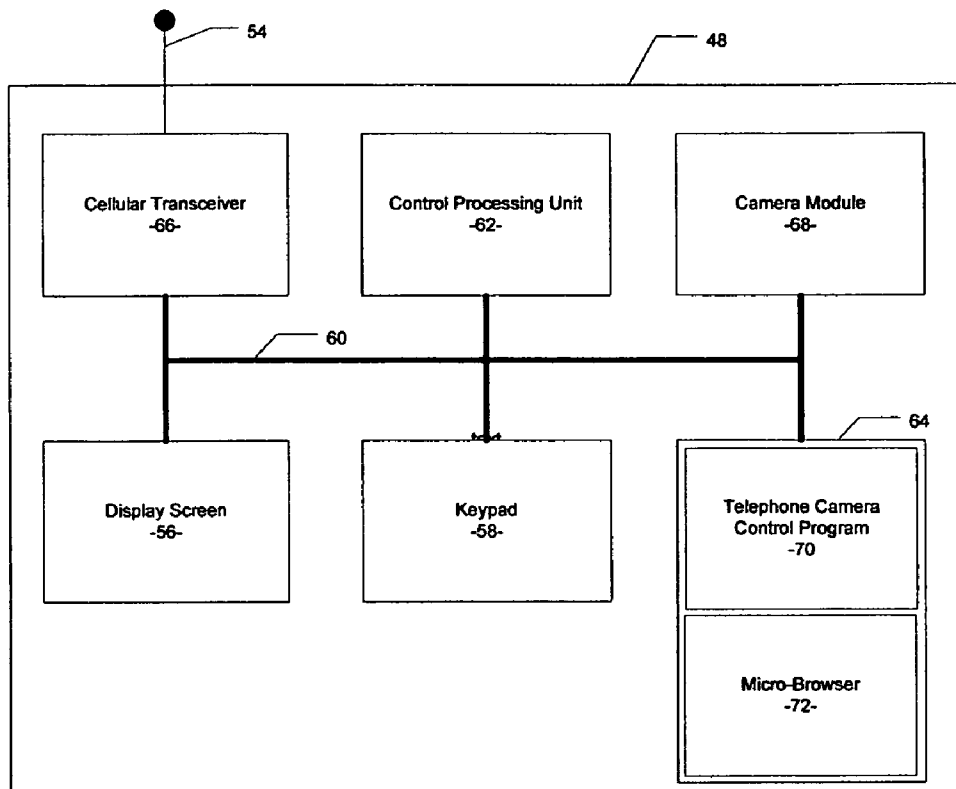 54
48
Cellular Transceiver
-66-
Control Processing Unit
-62-
Camera Module
-68-
60
64
Display Screen
-56-
Keypad
-58-
Telephone Camera
Control Program
-70
Micro-Browser
-72-